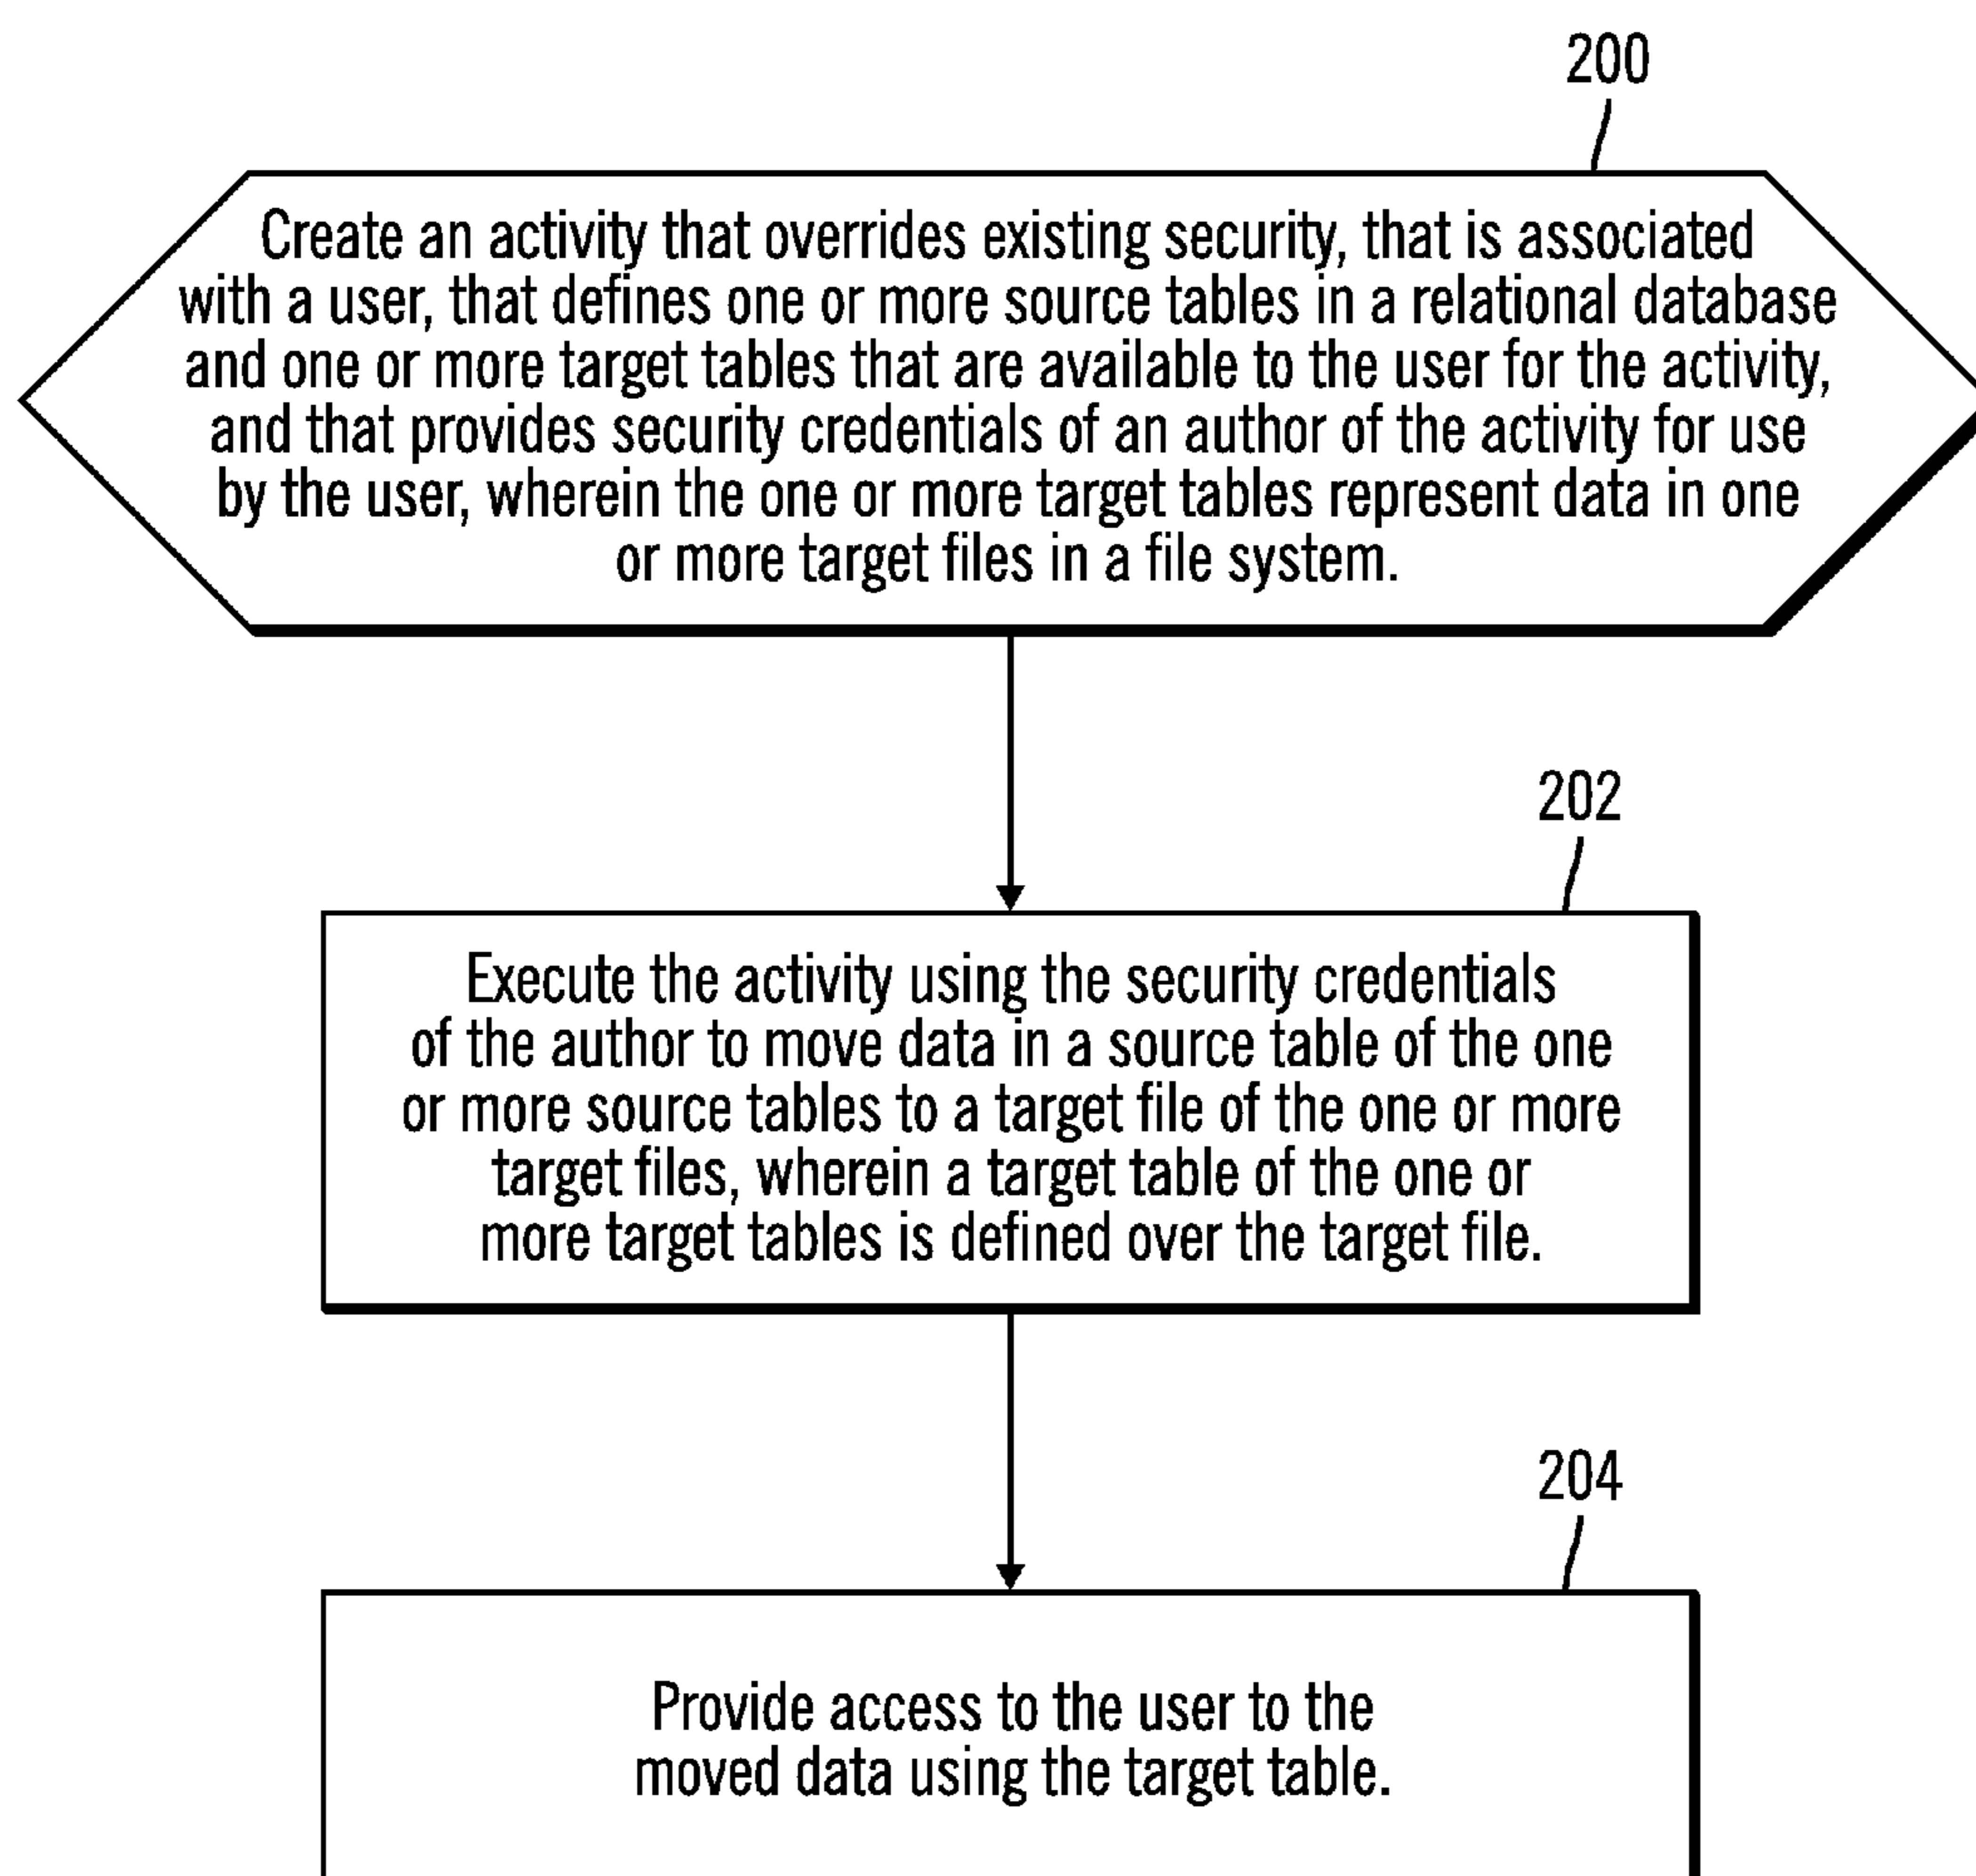 200
Create an activity that overrides existing security, that is associated
with a user, that defines one or more source tables in a relational database
and one or more target tables that are available to the user for the activity,
and that provides security credentials of an author of the activity for use
by the user, wherein the one or more target tables represent data in one
or more target files in a file system.
202
Execute the activity using the security credentials
of the author to move data in a source table of the one
or more source tables to a target file of the one or more
target files, wherein a target table of the one or
more target tables is defined over the target file.
204
Provide access to the user to the
moved data using the target table.